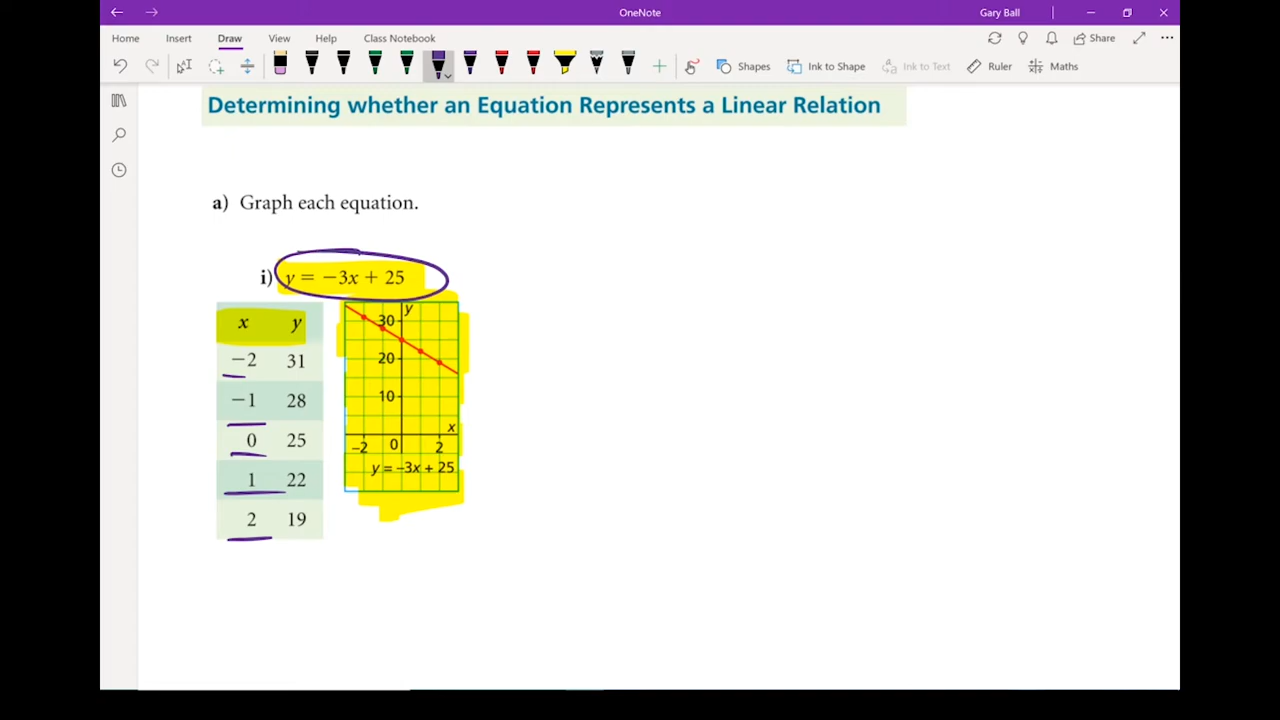 OneNote
Gary Ball
Home Insert Draw View Help Class Notebook
Share
Shapes Ink to Shape Ink to Text Ruler Maths
Determining whether an Equation Represents a Linear Relation
a) Graph each equation.
i) y = −3x + 25
x y
−2 31
−1 28
0 25
1 22
2 19
y
30
20
10
x
−2 0 2
y = −3x + 25